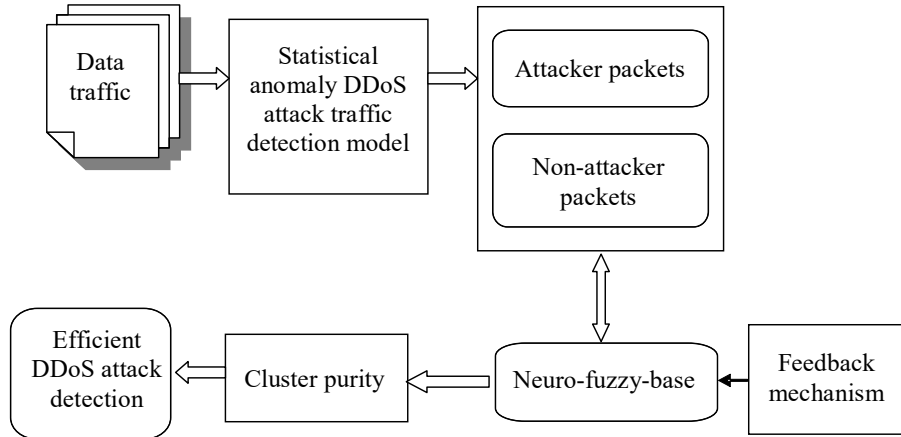 Data
traffic
Statistical
anomaly DDoS
attack traffic
detection model
Attacker packets
Non-attacker
packets
Efficient
DDoS attack
detection
Cluster purity
Neuro-fuzzy-base
Feedback
mechanism